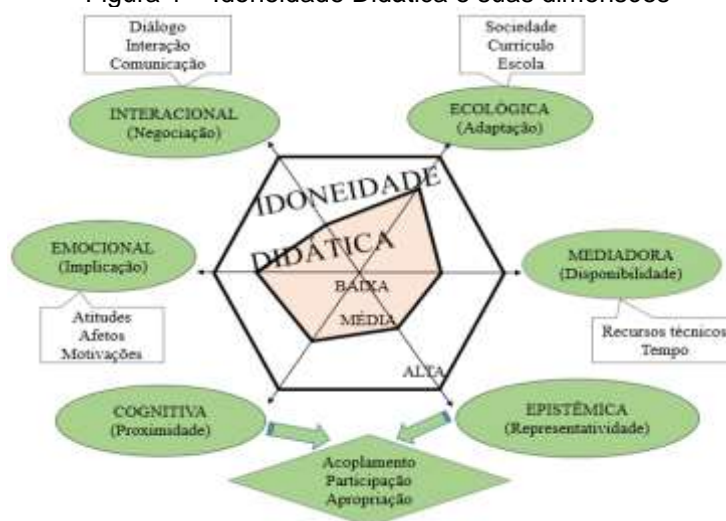 Figura 1 – Idoneidade Didática e suas dimensões
Diálogo
Interação
Comunicação
Sociedade
Currículo
Escola
INTERACIONAL
(Negociação)
ECOLÓGICA
(Adaptação)
IDONEIDADE
DIDÁTICA
EMOCIONAL
(Implicação)
MEDIADORA
(Disponibilidade)
BAIXA
MÉDIA
ALTA
Atitudes
Afetos
Motivações
Recursos técnicos
Tempo
COGNITIVA
(Proximidade)
EPISTÊMICA
(Representatividade)
Acoplamento
Participação
Apropriação